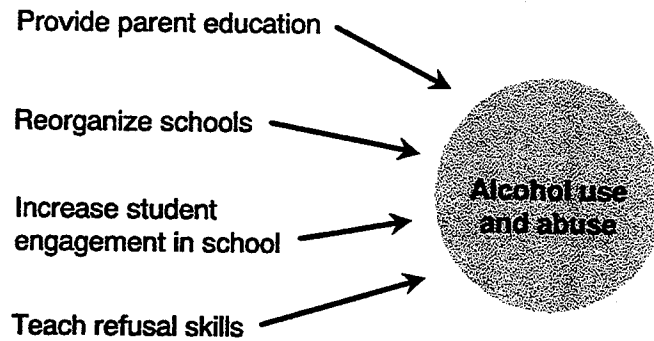 Provide parent education
Reorganize schools
Increase student
engagement in school
Teach refusal skills
Alcohol use
and abuse